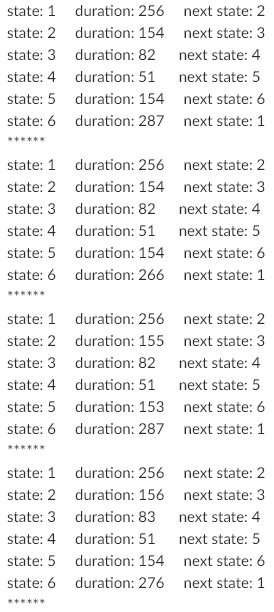 state: 1 duration: 256 next state: 2
state: 2 duration: 154 next state: 3
state: 3 duration: 82 next state: 4
state: 4 duration: 51 next state: 5
state: 5 duration: 154 next state: 6
state: 6 duration: 287 next state: 1
******
state: 1 duration: 256 next state: 2
state: 2 duration: 154 next state: 3
state: 3 duration: 82 next state: 4
state: 4 duration: 51 next state: 5
state: 5 duration: 154 next state: 6
state: 6 duration: 266 next state: 1
******
state: 1 duration: 256 next state: 2
state: 2 duration: 155 next state: 3
state: 3 duration: 82 next state: 4
state: 4 duration: 51 next state: 5
state: 5 duration: 153 next state: 6
state: 6 duration: 287 next state: 1
******
state: 1 duration: 256 next state: 2
state: 2 duration: 156 next state: 3
state: 3 duration: 83 next state: 4
state: 4 duration: 51 next state: 5
state: 5 duration: 154 next state: 6
state: 6 duration: 276 next state: 1
******